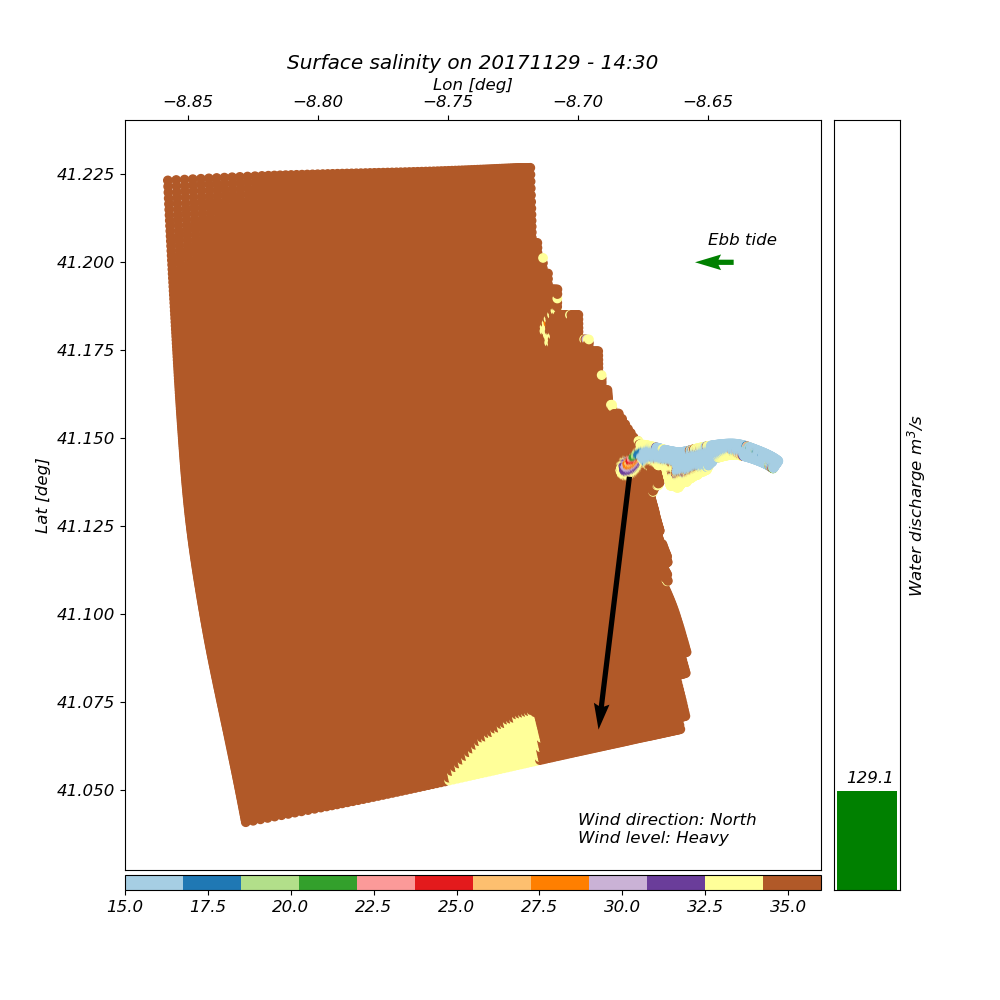 Surface salinity on 20171129 - 14:30
Lon [deg]
−8.85 −8.80 −8.75 −8.70 −8.65
41.225
41.200
41.175
41.150
41.125
41.100
41.075
41.050
Lat [deg]
Ebb tide
Wind direction: North
Wind level: Heavy
15.0 17.5 20.0 22.5 25.0 27.5 30.0 32.5 35.0
129.1
Water discharge m³/s